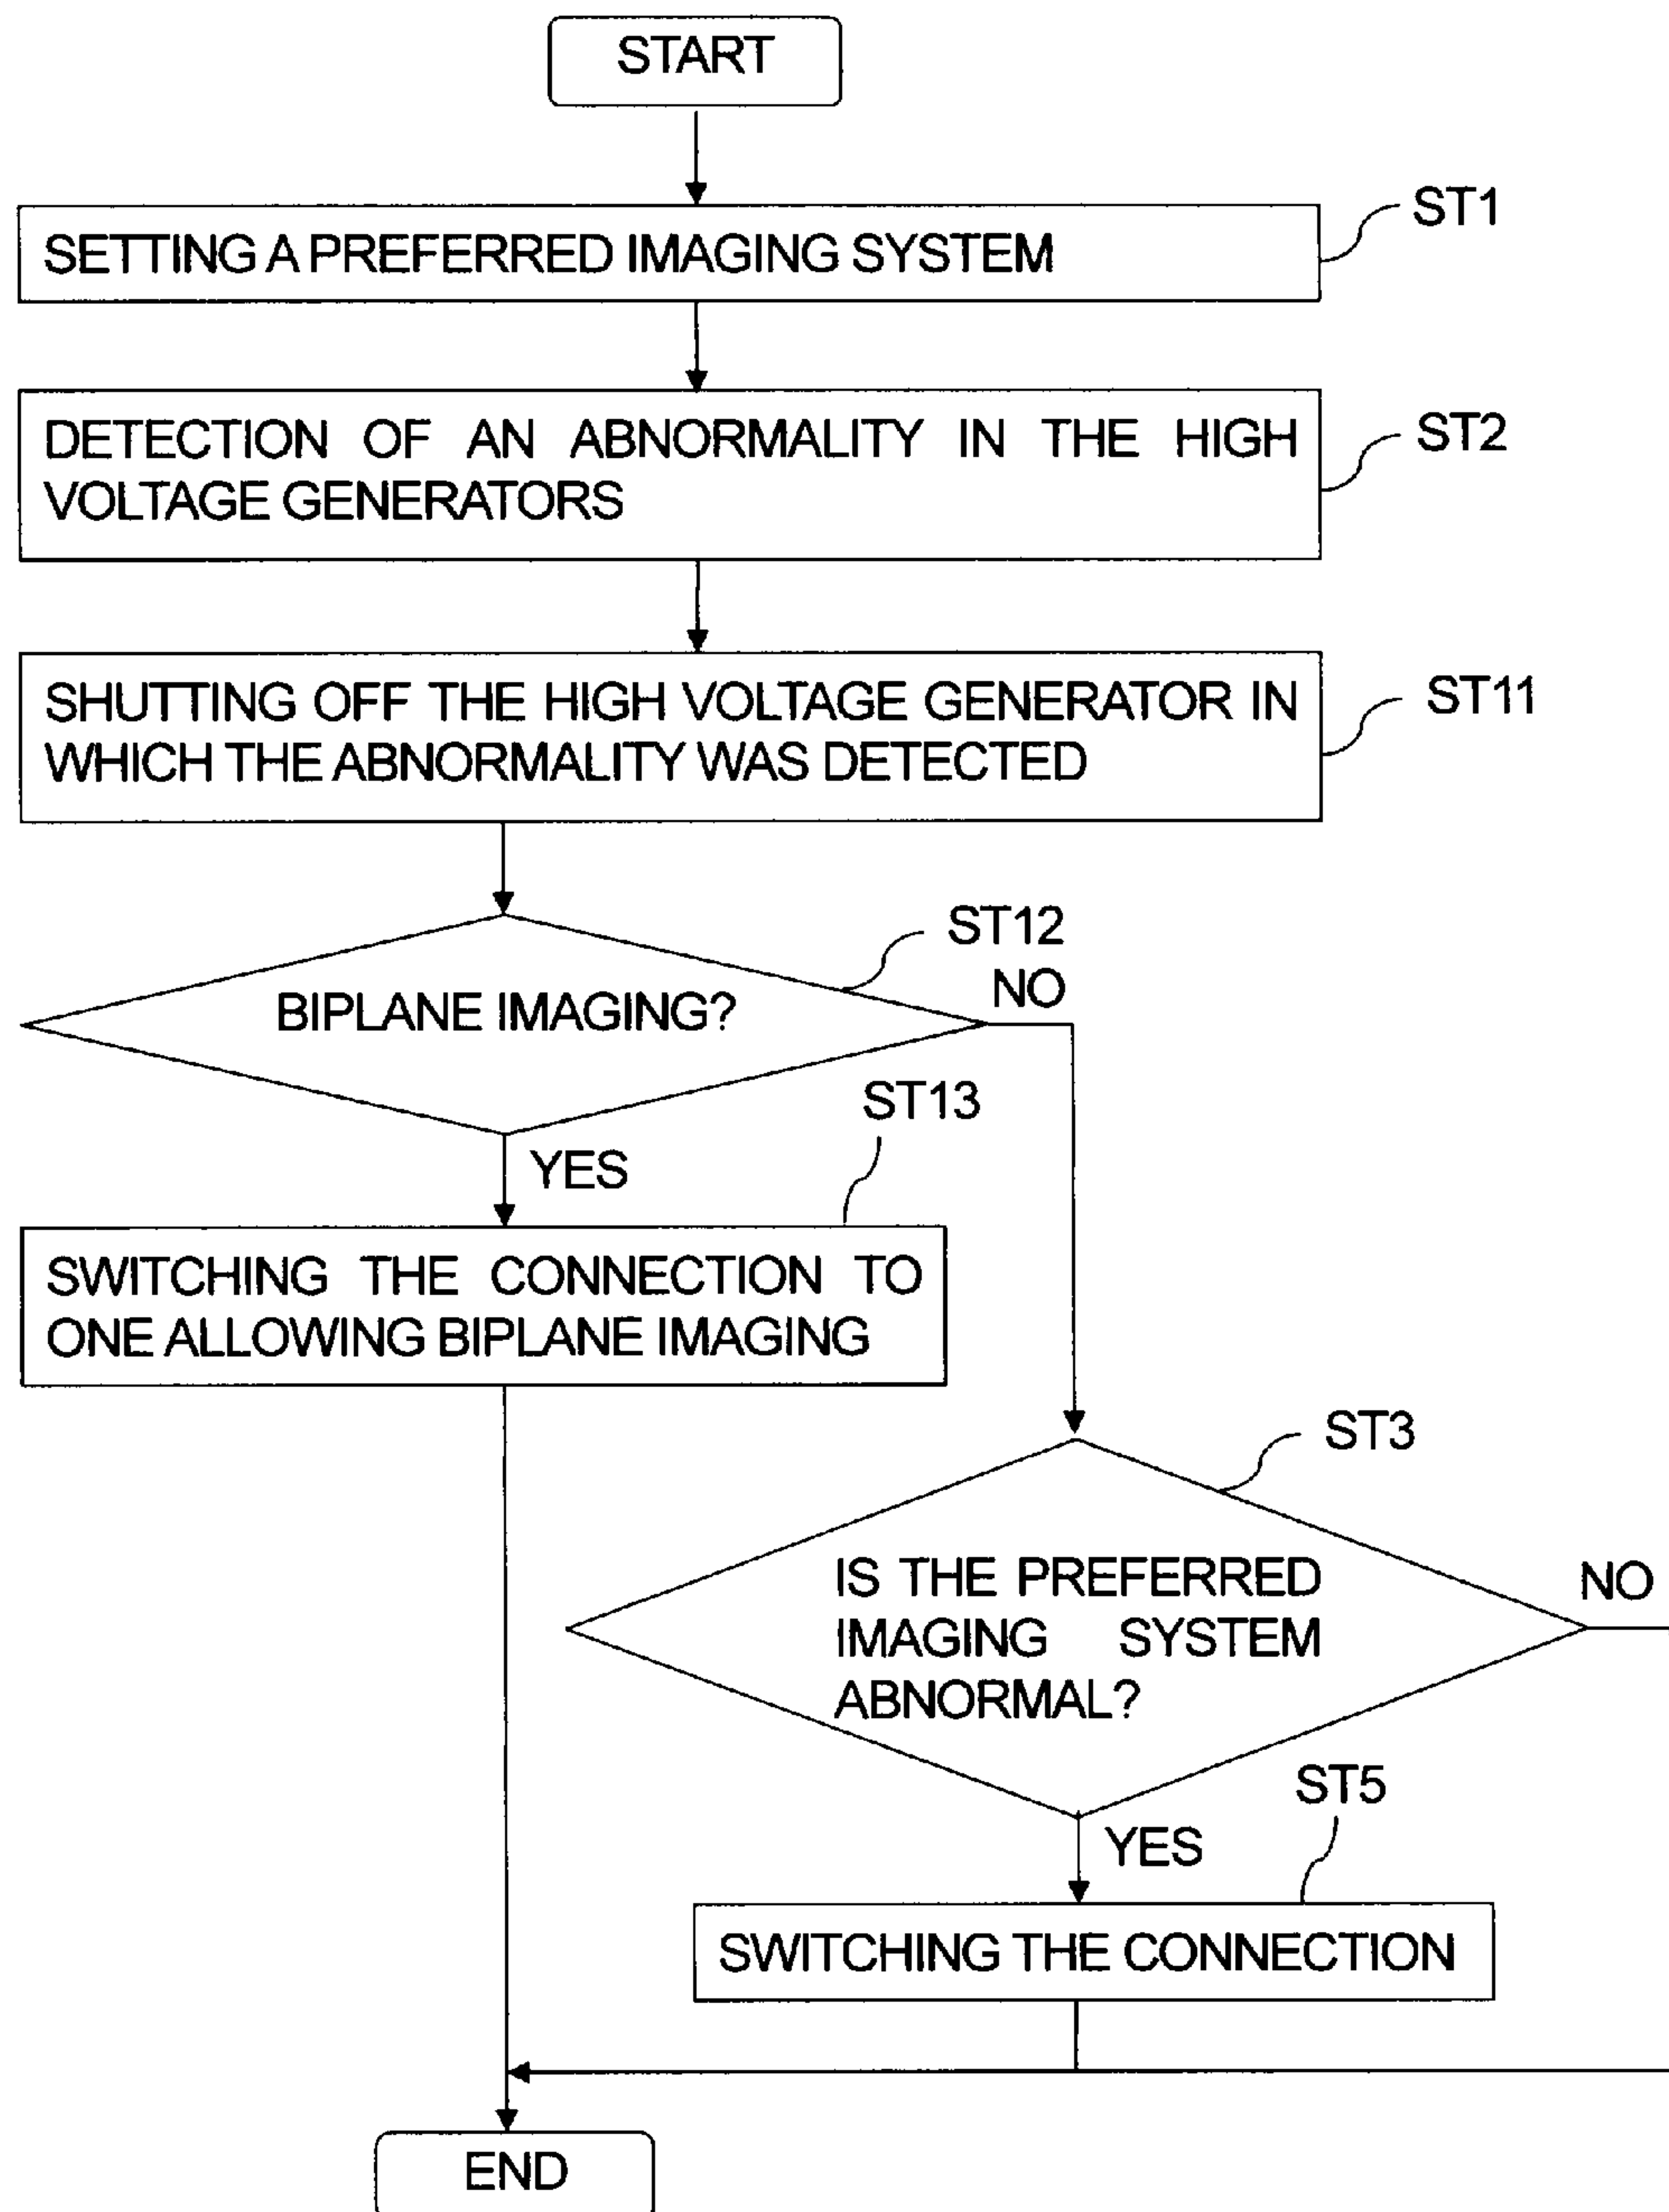 START
ST1
SETTING A PREFERRED IMAGING SYSTEM
ST2
DETECTION OF AN ABNORMALITY IN THE HIGH
VOLTAGE GENERATORS
ST11
SHUTTING OFF THE HIGH VOLTAGE GENERATOR IN
WHICH THE ABNORMALITY WAS DETECTED
ST12
NO
BIPLANE IMAGING?
ST13
YES
SWITCHING THE CONNECTION TO
ONE ALLOWING BIPLANE IMAGING
ST3
IS THE PREFERRED
IMAGING SYSTEM
ABNORMAL?
NO
ST5
YES
SWITCHING THE CONNECTION
END